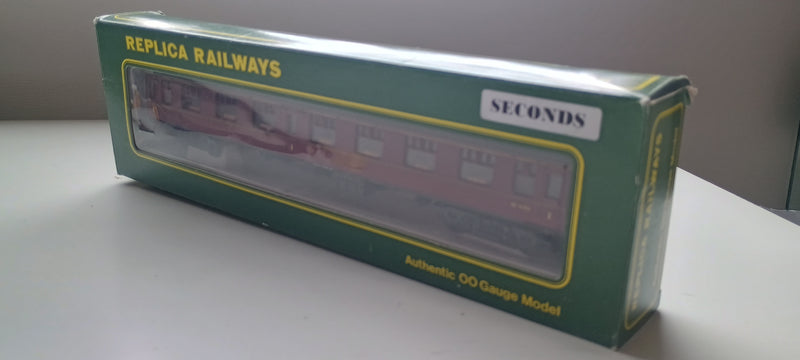 REPLICA RAILWAYS
SECONDS
Authentic OO Gauge Model
REPLICA RAILWAYS